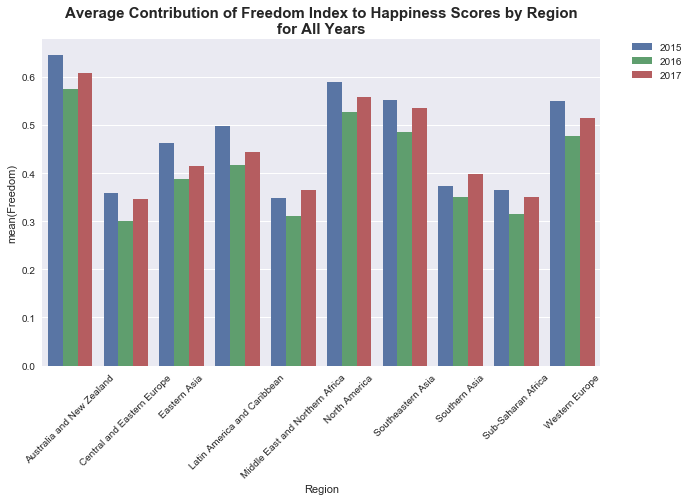 Average Contribution of Freedom Index to Happiness Scores by Region
for All Years
2015
2016
2017
mean(Freedom)
0.6
0.5
0.4
0.3
0.2
0.1
0.0
Australia and New Zealand
Central and Eastern Europe
Eastern Asia
Latin America and Caribbean
Middle East and Northern Africa
North America
Southeastern Asia
Southern Asia
Sub-Saharan Africa
Western Europe
Region